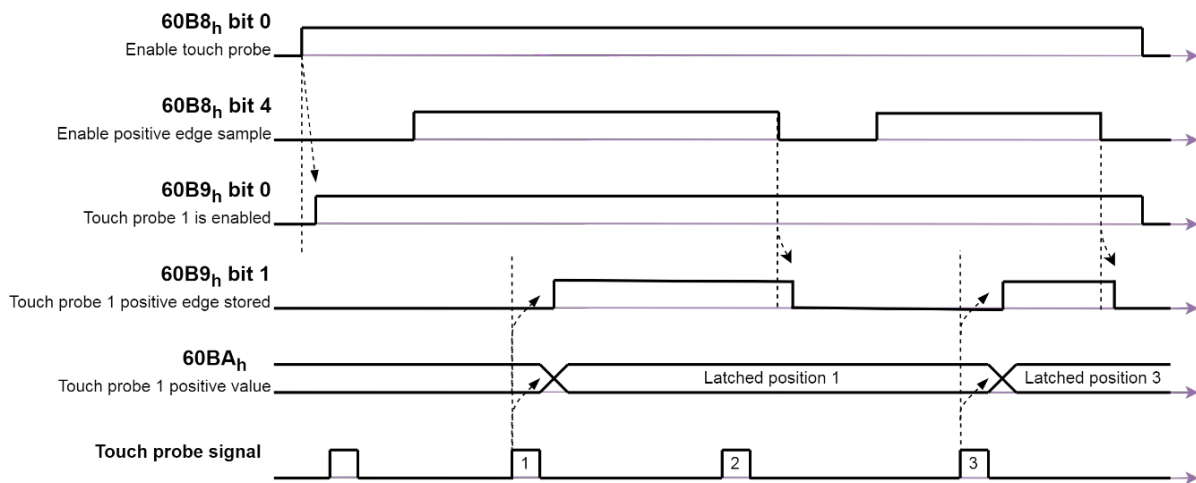 60B8h bit 0
Enable touch probe
60B8h bit 4
Enable positive edge sample
60B9h bit 0
Touch probe 1 is enabled
60B9h bit 1
Touch probe 1 positive edge stored
60BAh
Touch probe 1 positive value
Latched position 1
Latched position 3
Touch probe signal
1
2
3